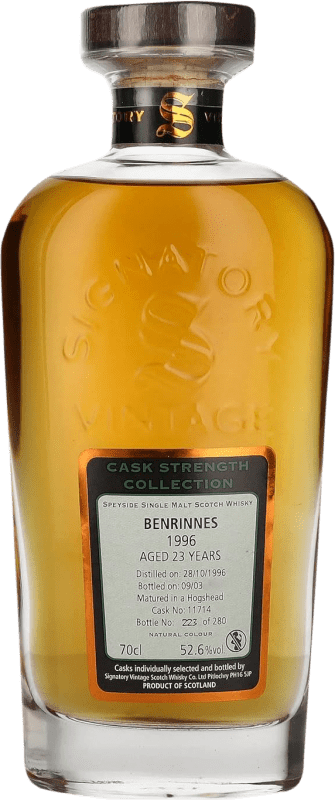 ATORY S VI
SIGNATORY
S
VINTAGE
CASK STRENGTH
COLLECTION
SPEYSIDE SINGLE MALT SCOTCH WHISKY
BENRINNES
1996
AGED 23 YEARS
Distilled on: 28/10/1996
Bottled on: 09/03
Matured in a Hogshead
Cask No: 11714
Bottle No: 223 of 280
NATURAL COLOUR
70cl 52.6%vol
Casks individually selected and bottled by
Signatory Vintage Scotch Whisky Co. Ltd Pitlochry PH16 5JP
PRODUCT OF SCOTLAND